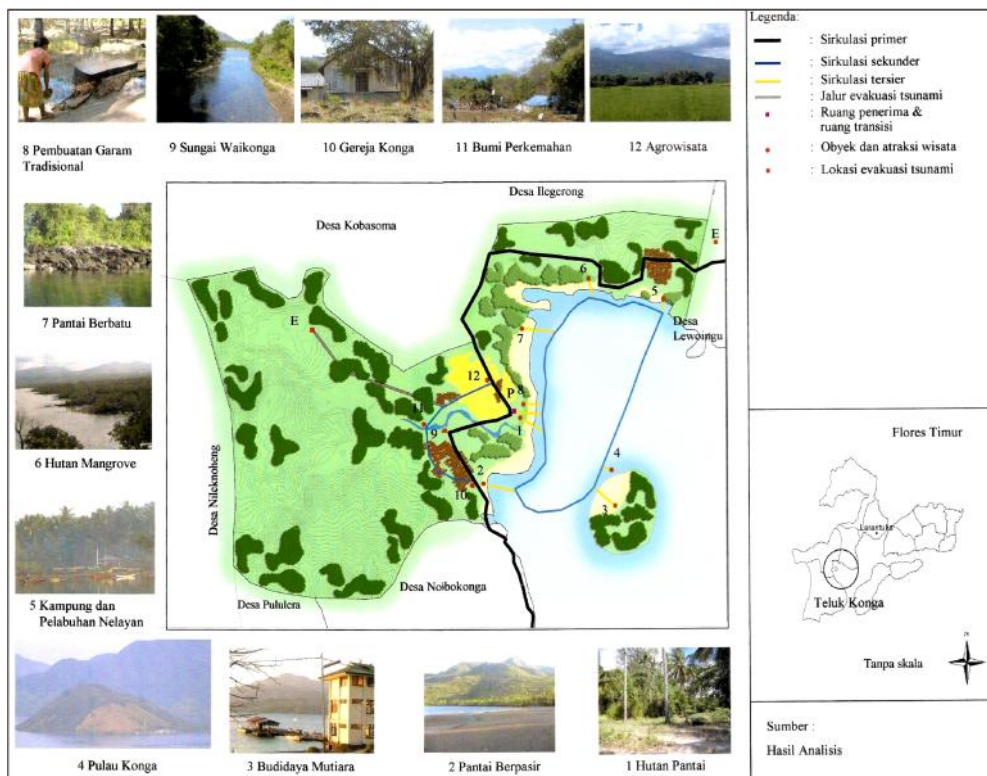 8 Pembuatan Garam
Tradisional
9 Sungai Waikonga
10 Gereja Konga
11 Bumi Perkemahan
12 Agrowisata
7 Pantai Berbatu
6 Hutan Mangrove
5 Kampung dan
Pelabuhan Nelayan
4 Pulau Konga
3 Budidaya Mutiara
2 Pantai Berpasir
1 Hutan Pantai
Desa Ilegerong
Desa Kobasoma
E
6
5
Desa
Lewoingu
7
E
12
P
8
1
11
9
2
10
4
3
Desa Nileknoheng
Desa Noibokonga
Desa Pululera
Legenda:
: Sirkulasi primer
: Sirkulasi sekunder
: Sirkulasi tersier
: Jalur evakuasi tsunami
: Ruang penerima &
ruang transisi
: Obyek dan atraksi wisata
: Lokasi evakuasi tsunami
Flores Timur
Larantuka
Teluk Konga
Tanpa skala
Sumber :
Hasil Analisis